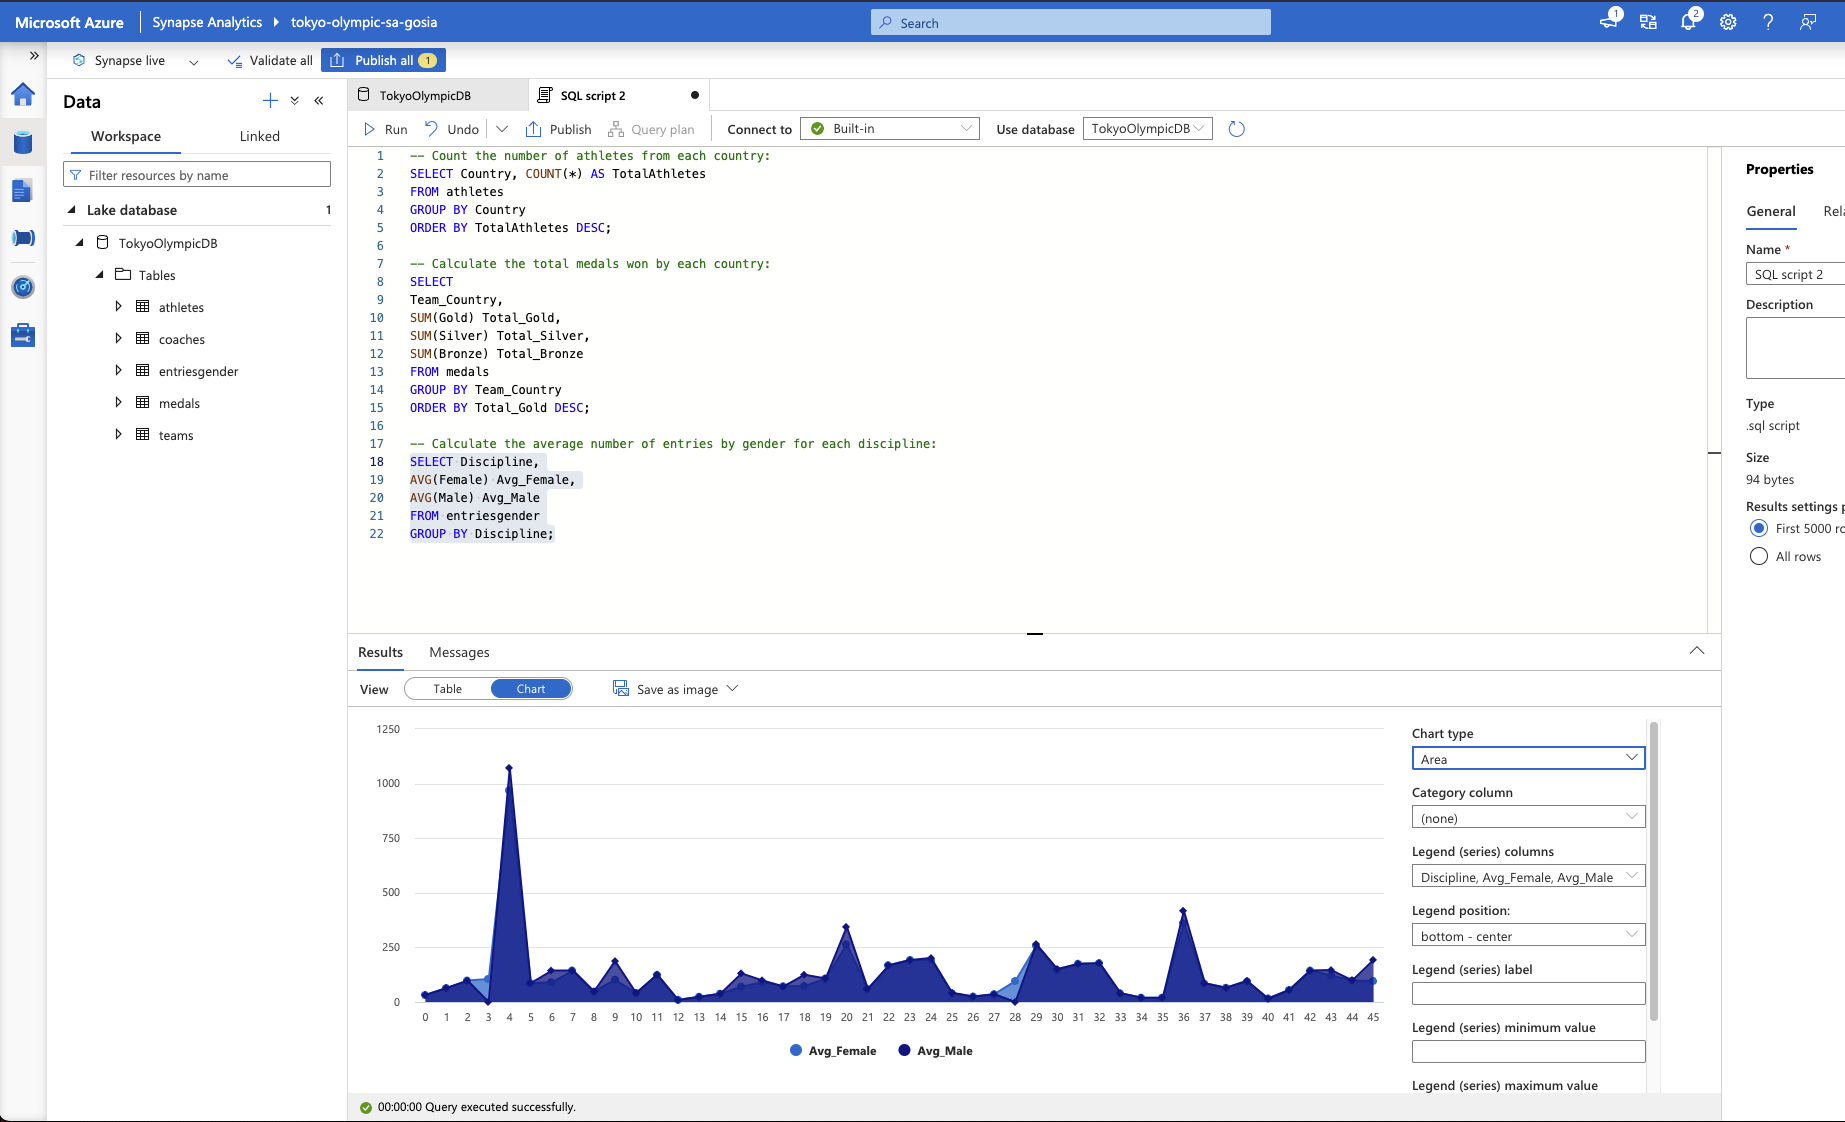 Microsoft Azure
Synapse Analytics
tokyo-olympic-sa-gosia
Search
1
2
Synapse live
Validate all
Publish all 1
Data
Workspace
Linked
Filter resources by name
Lake database 1
TokyoOlympicDB
Tables
athletes
coaches
entriesgender
medals
teams
TokyoOlympicDB
SQL script 2
Run
Undo
Publish
Query plan
Connect to
Built-in
Use database
TokyoOlympicDB
1 -- Count the number of athletes from each country:
2 SELECT Country, COUNT(*) AS TotalAthletes
3 FROM athletes
4 GROUP BY Country
5 ORDER BY TotalAthletes DESC;
6
7 -- Calculate the total medals won by each country:
8 SELECT
9 Team_Country,
10 SUM(Gold) Total_Gold,
11 SUM(Silver) Total_Silver,
12 SUM(Bronze) Total_Bronze
13 FROM medals
14 GROUP BY Team_Country
15 ORDER BY Total_Gold DESC;
16
17 -- Calculate the average number of entries by gender for each discipline:
18 SELECT Discipline,
19 AVG(Female) Avg_Female,
20 AVG(Male) Avg_Male
21 FROM entriesgender
22 GROUP BY Discipline;
Properties
General
Rela
Name *
SQL script 2
Description
Type
.sql script
Size
94 bytes
Results settings p
First 5000 ro
All rows
Results
Messages
View
Table
Chart
Save as image
1250
1000
750
500
250
0
0 1 2 3 4 5 6 7 8 9 10 11 12 13 14 15 16 17 18 19 20 21 22 23 24 25 26 27 28 29 30 31 32 33 34 35 36 37 38 39 40 41 42 43 44 45
Avg_Female
Avg_Male
Chart type
Area
Category column
(none)
Legend (series) columns
Discipline, Avg_Female, Avg_Male
Legend position:
bottom - center
Legend (series) label
Legend (series) minimum value
Legend (series) maximum value
00:00:00 Query executed successfully.